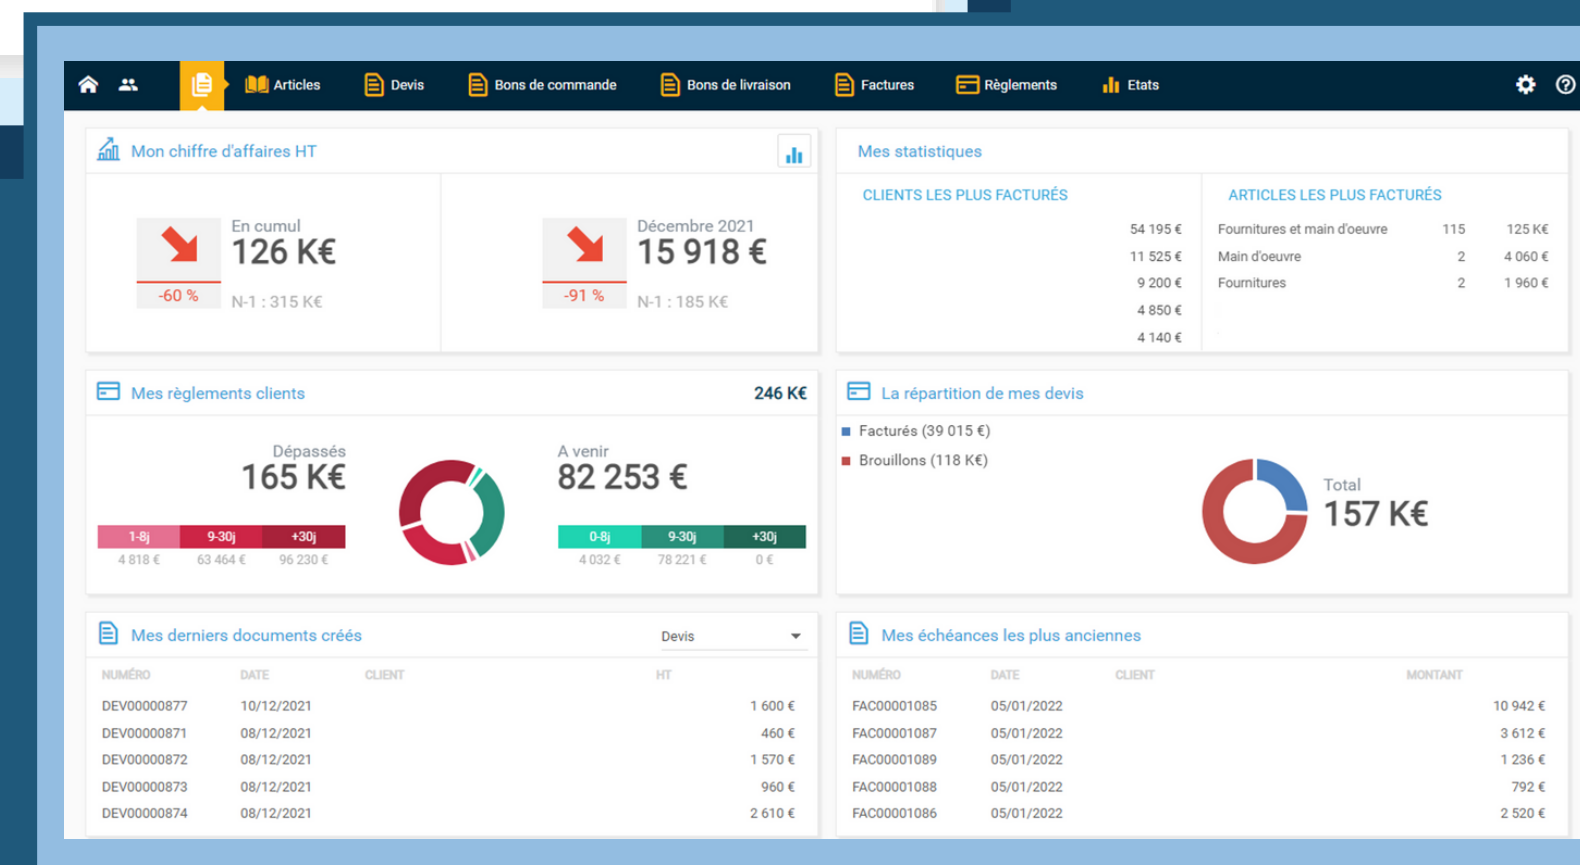 Articles Devis Bons de commande Bons de livraison Factures Règlements Etats
Mon chiffre d'affaires HT
En cumul
126 K€
-60 %
N-1 : 315 K€
Décembre 2021
15 918 €
-91 %
N-1 : 185 K€
Mes statistiques
CLIENTS LES PLUS FACTURÉS
54 195 €
11 525 €
9 200 €
4 850 €
4 140 €
ARTICLES LES PLUS FACTURÉS
Fournitures et main d'oeuvre 115 125 K€
Main d'oeuvre 2 4 060 €
Fournitures 2 1 960 €
Mes règlements clients 246 K€
Dépassés
165 K€
1-8j 9-30j +30j
4 818 € 63 464 € 96 230 €
A venir
82 253 €
0-8j 9-30j +30j
4 032 € 78 221 € 0 €
La répartition de mes devis
Facturés (39 015 €)
Brouillons (118 K€)
Total
157 K€
Mes derniers documents créés Devis
NUMÉRO DATE CLIENT HT
DEV00000877 10/12/2021 1 600 €
DEV00000871 08/12/2021 460 €
DEV00000872 08/12/2021 1 570 €
DEV00000873 08/12/2021 960 €
DEV00000874 08/12/2021 2 610 €
Mes échéances les plus anciennes
NUMÉRO DATE CLIENT MONTANT
FAC00001085 05/01/2022 10 942 €
FAC00001087 05/01/2022 3 612 €
FAC00001089 05/01/2022 1 236 €
FAC00001088 05/01/2022 792 €
FAC00001086 05/01/2022 2 520 €